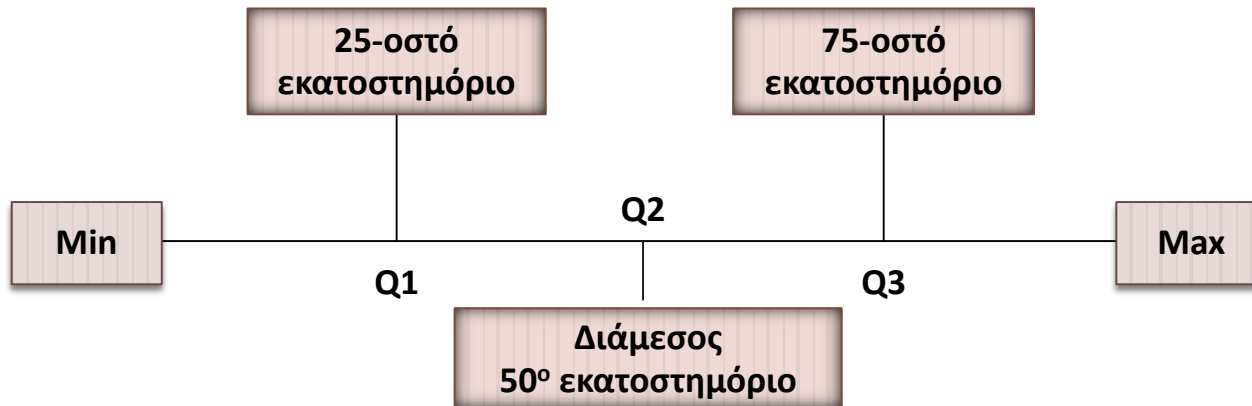 25-οστό
εκατοστημόριο
75-οστό
εκατοστημόριο
Q2
Min
Max
Q1
Q3
Διάμεσος
50ο εκατοστημόριο